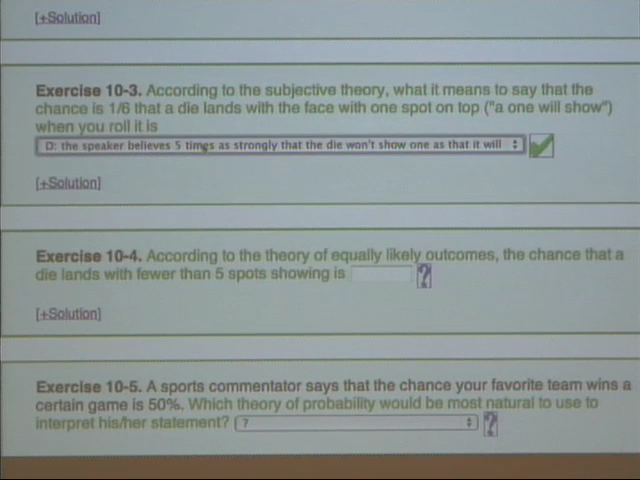 [+Solution]
Exercise 10-3. According to the subjective theory, what it means to say that the
chance is 1/6 that a die lands with the face with one spot on top ("a one will show")
when you roll it is
D: the speaker believes 5 times as strongly that the die won't show one as that it will
[+Solution]
Exercise 10-4. According to the theory of equally likely outcomes, the chance that a
die lands with fewer than 5 spots showing is ?
[+Solution]
Exercise 10-5. A sports commentator says that the chance your favorite team wins a
certain game is 50%. Which theory of probability would be most natural to use to
interpret his/her statement? ? ?